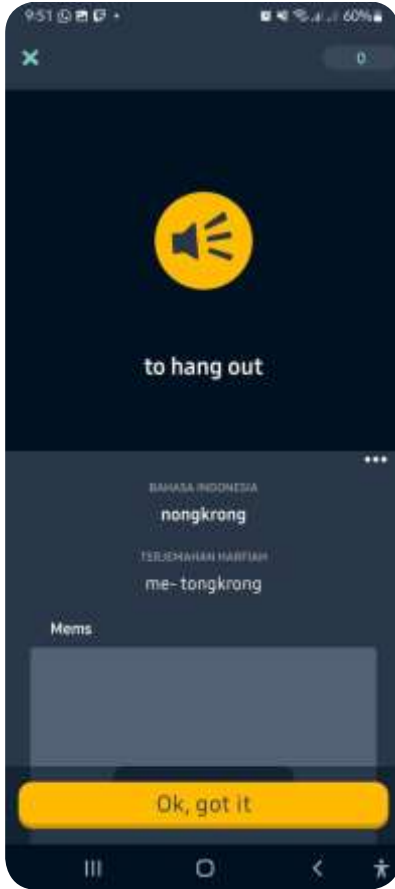 9:51
60%
0
to hang out
BAHASA INDONESIA
nongkrong
TERJEMAHAN HARFIAH
me-tongkrong
Mems
Ok, got it